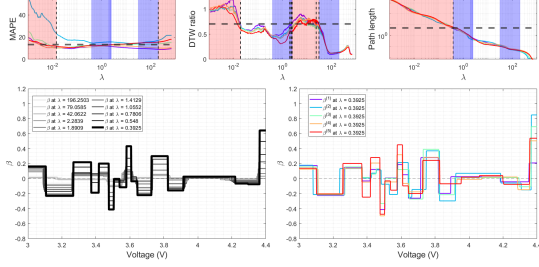 MAPE
40
20
0
10^-2
10^0
10^2
λ
DTW ratio
1
0.5
0
10^-2
10^0
10^2
λ
Path length
10^0
10^-2
10^0
10^2
λ
β
1.2
1
0.8
0.6
0.4
0.2
0
-0.2
-0.4
-0.6
-0.8
β at λ = 196.2503
β at λ = 79.0585
β at λ = 42.0622
β at λ = 2.2839
β at λ = 1.8909
β at λ = 1.4129
β at λ = 1.0552
β at λ = 0.7806
β at λ = 0.548
β at λ = 0.3925
3
3.2
3.4
3.6
3.8
4
4.2
4.4
Voltage (V)
β
1.2
1
0.8
0.6
0.4
0.2
0
-0.2
-0.4
-0.6
-0.8
β^(1) at λ = 0.3925
β^(2) at λ = 0.3925
β^(3) at λ = 0.3925
β^(4) at λ = 0.3925
β^(5) at λ = 0.3925
3
3.2
3.4
3.6
3.8
4
4.2
4.4
Voltage (V)